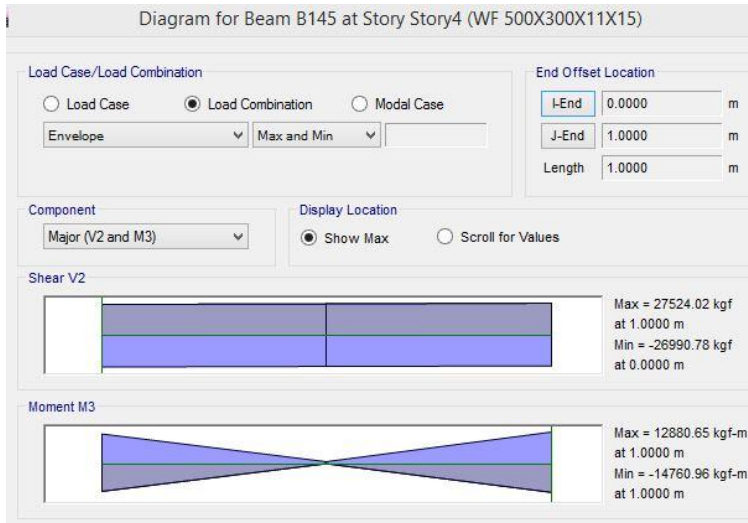 Diagram for Beam B145 at Story Story4 (WF 500X300X11X15)
Load Case/Load Combination
Load Case Load Combination Modal Case
Envelope Max and Min
End Offset Location
I-End 0.0000 m
J-End 1.0000 m
Length 1.0000 m
Component
Major (V2 and M3)
Display Location
Show Max Scroll for Values
Shear V2
Max = 27524.02 kgf
at 1.0000 m
Min = -26990.78 kgf
at 0.0000 m
Moment M3
Max = 12880.65 kgf-m
at 1.0000 m
Min = -14760.96 kgf-m
at 1.0000 m